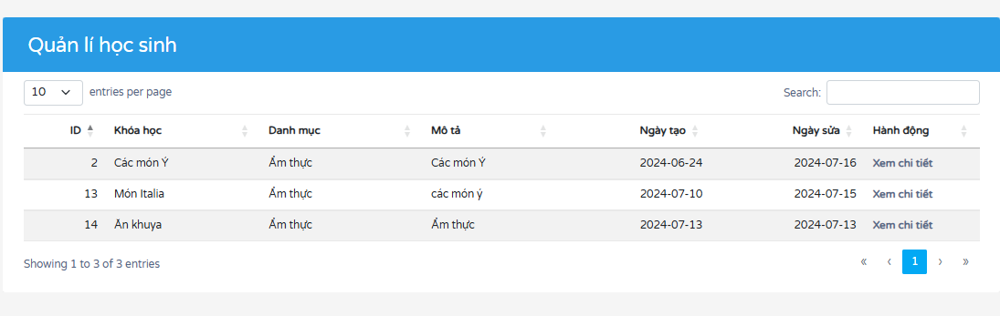 Quản lí học sinh
10 entries per page Search:
ID Khóa học Danh mục Mô tả Ngày tạo Ngày sửa Hành động
2 Các món Ý Ẩm thực Các món Ý 2024-06-24 2024-07-16 Xem chi tiết
13 Món Italia Ẩm thực các món ý 2024-07-10 2024-07-15 Xem chi tiết
14 Ăn khuya Ẩm thực Ẩm thực 2024-07-13 2024-07-13 Xem chi tiết
Showing 1 to 3 of 3 entries « ‹ 1 › »